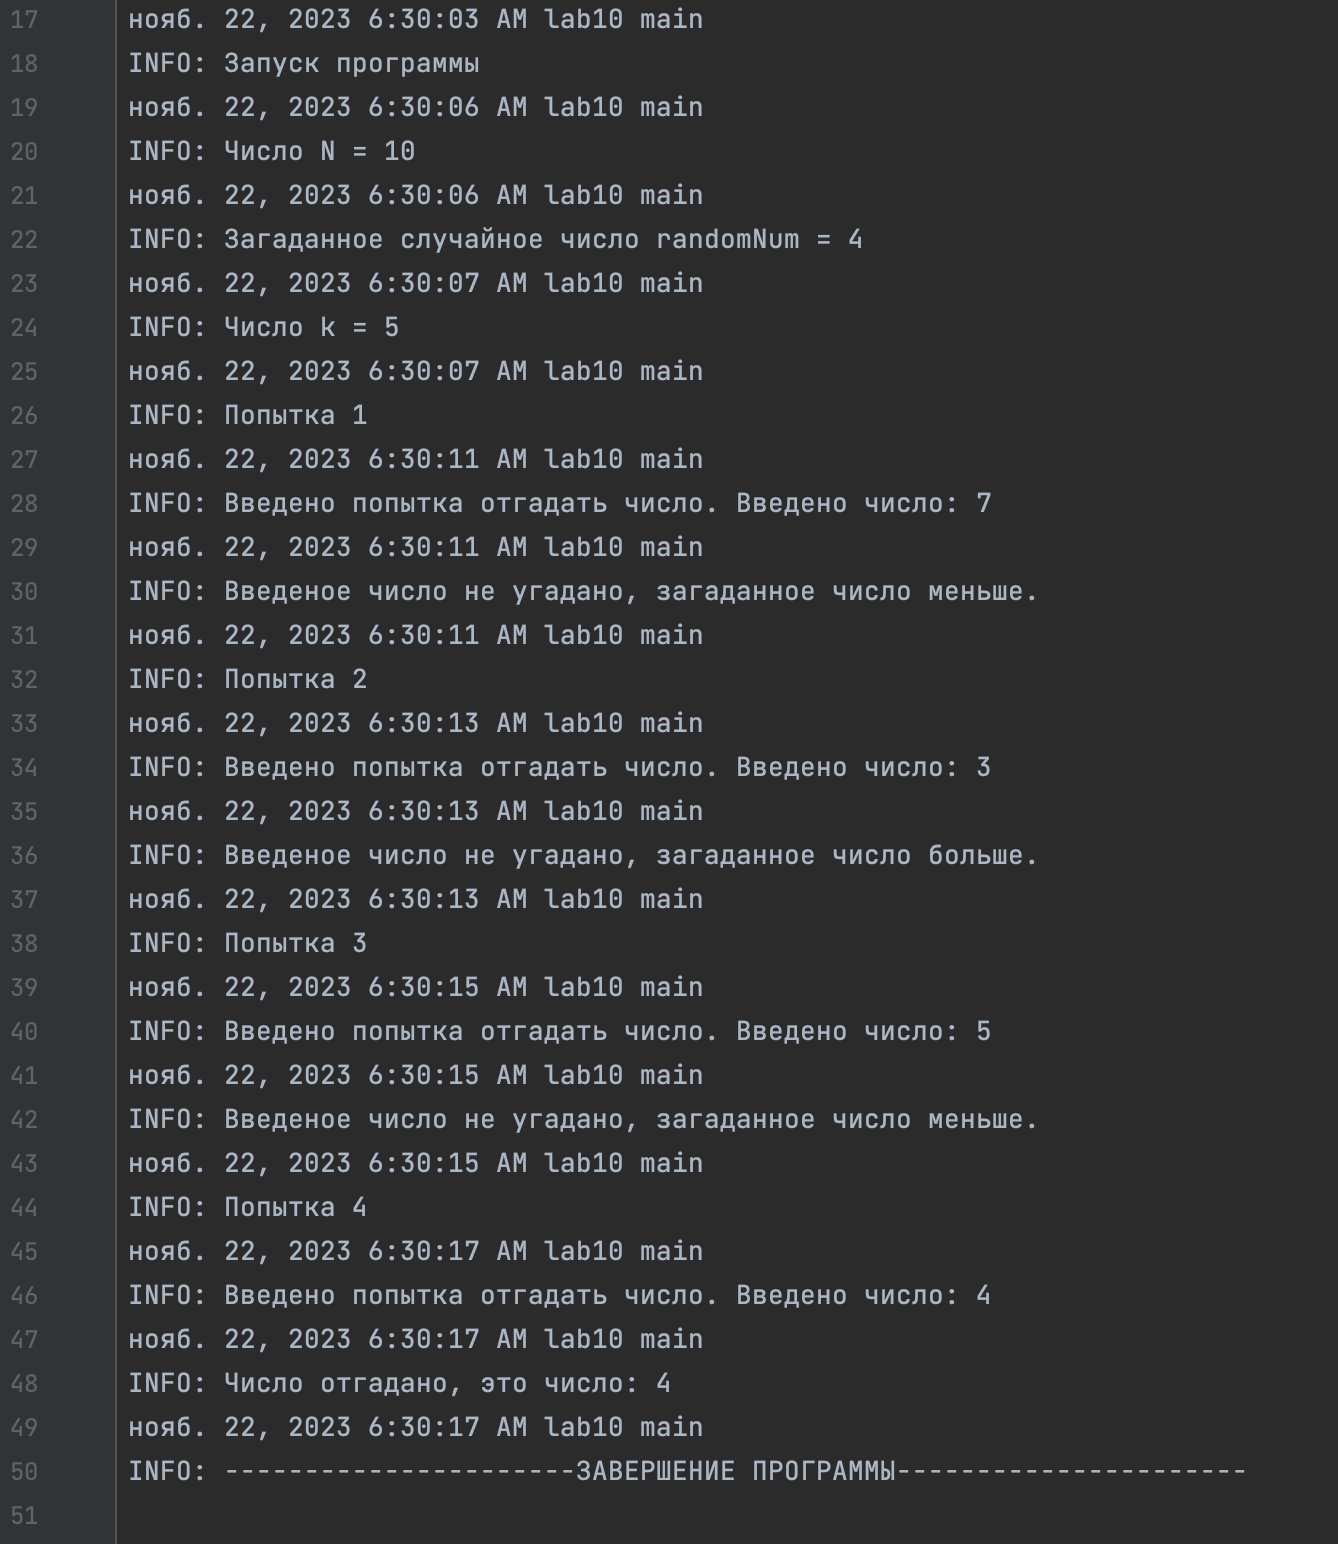 17 нояб. 22, 2023 6:30:03 AM lab10 main
18 INFO: Запуск программы
19 нояб. 22, 2023 6:30:06 AM lab10 main
20 INFO: Число N = 10
21 нояб. 22, 2023 6:30:06 AM lab10 main
22 INFO: Загаданное случайное число randomNum = 4
23 нояб. 22, 2023 6:30:07 AM lab10 main
24 INFO: Число k = 5
25 нояб. 22, 2023 6:30:07 AM lab10 main
26 INFO: Попытка 1
27 нояб. 22, 2023 6:30:11 AM lab10 main
28 INFO: Введено попытка отгадать число. Введено число: 7
29 нояб. 22, 2023 6:30:11 AM lab10 main
30 INFO: Введеное число не угадано, загаданное число меньше.
31 нояб. 22, 2023 6:30:11 AM lab10 main
32 INFO: Попытка 2
33 нояб. 22, 2023 6:30:13 AM lab10 main
34 INFO: Введено попытка отгадать число. Введено число: 3
35 нояб. 22, 2023 6:30:13 AM lab10 main
36 INFO: Введеное число не угадано, загаданное число больше.
37 нояб. 22, 2023 6:30:13 AM lab10 main
38 INFO: Попытка 3
39 нояб. 22, 2023 6:30:15 AM lab10 main
40 INFO: Введено попытка отгадать число. Введено число: 5
41 нояб. 22, 2023 6:30:15 AM lab10 main
42 INFO: Введеное число не угадано, загаданное число меньше.
43 нояб. 22, 2023 6:30:15 AM lab10 main
44 INFO: Попытка 4
45 нояб. 22, 2023 6:30:17 AM lab10 main
46 INFO: Введено попытка отгадать число. Введено число: 4
47 нояб. 22, 2023 6:30:17 AM lab10 main
48 INFO: Число отгадано, это число: 4
49 нояб. 22, 2023 6:30:17 AM lab10 main
50 INFO: ----------------------ЗАВЕРШЕНИЕ ПРОГРАММЫ----------------------
51